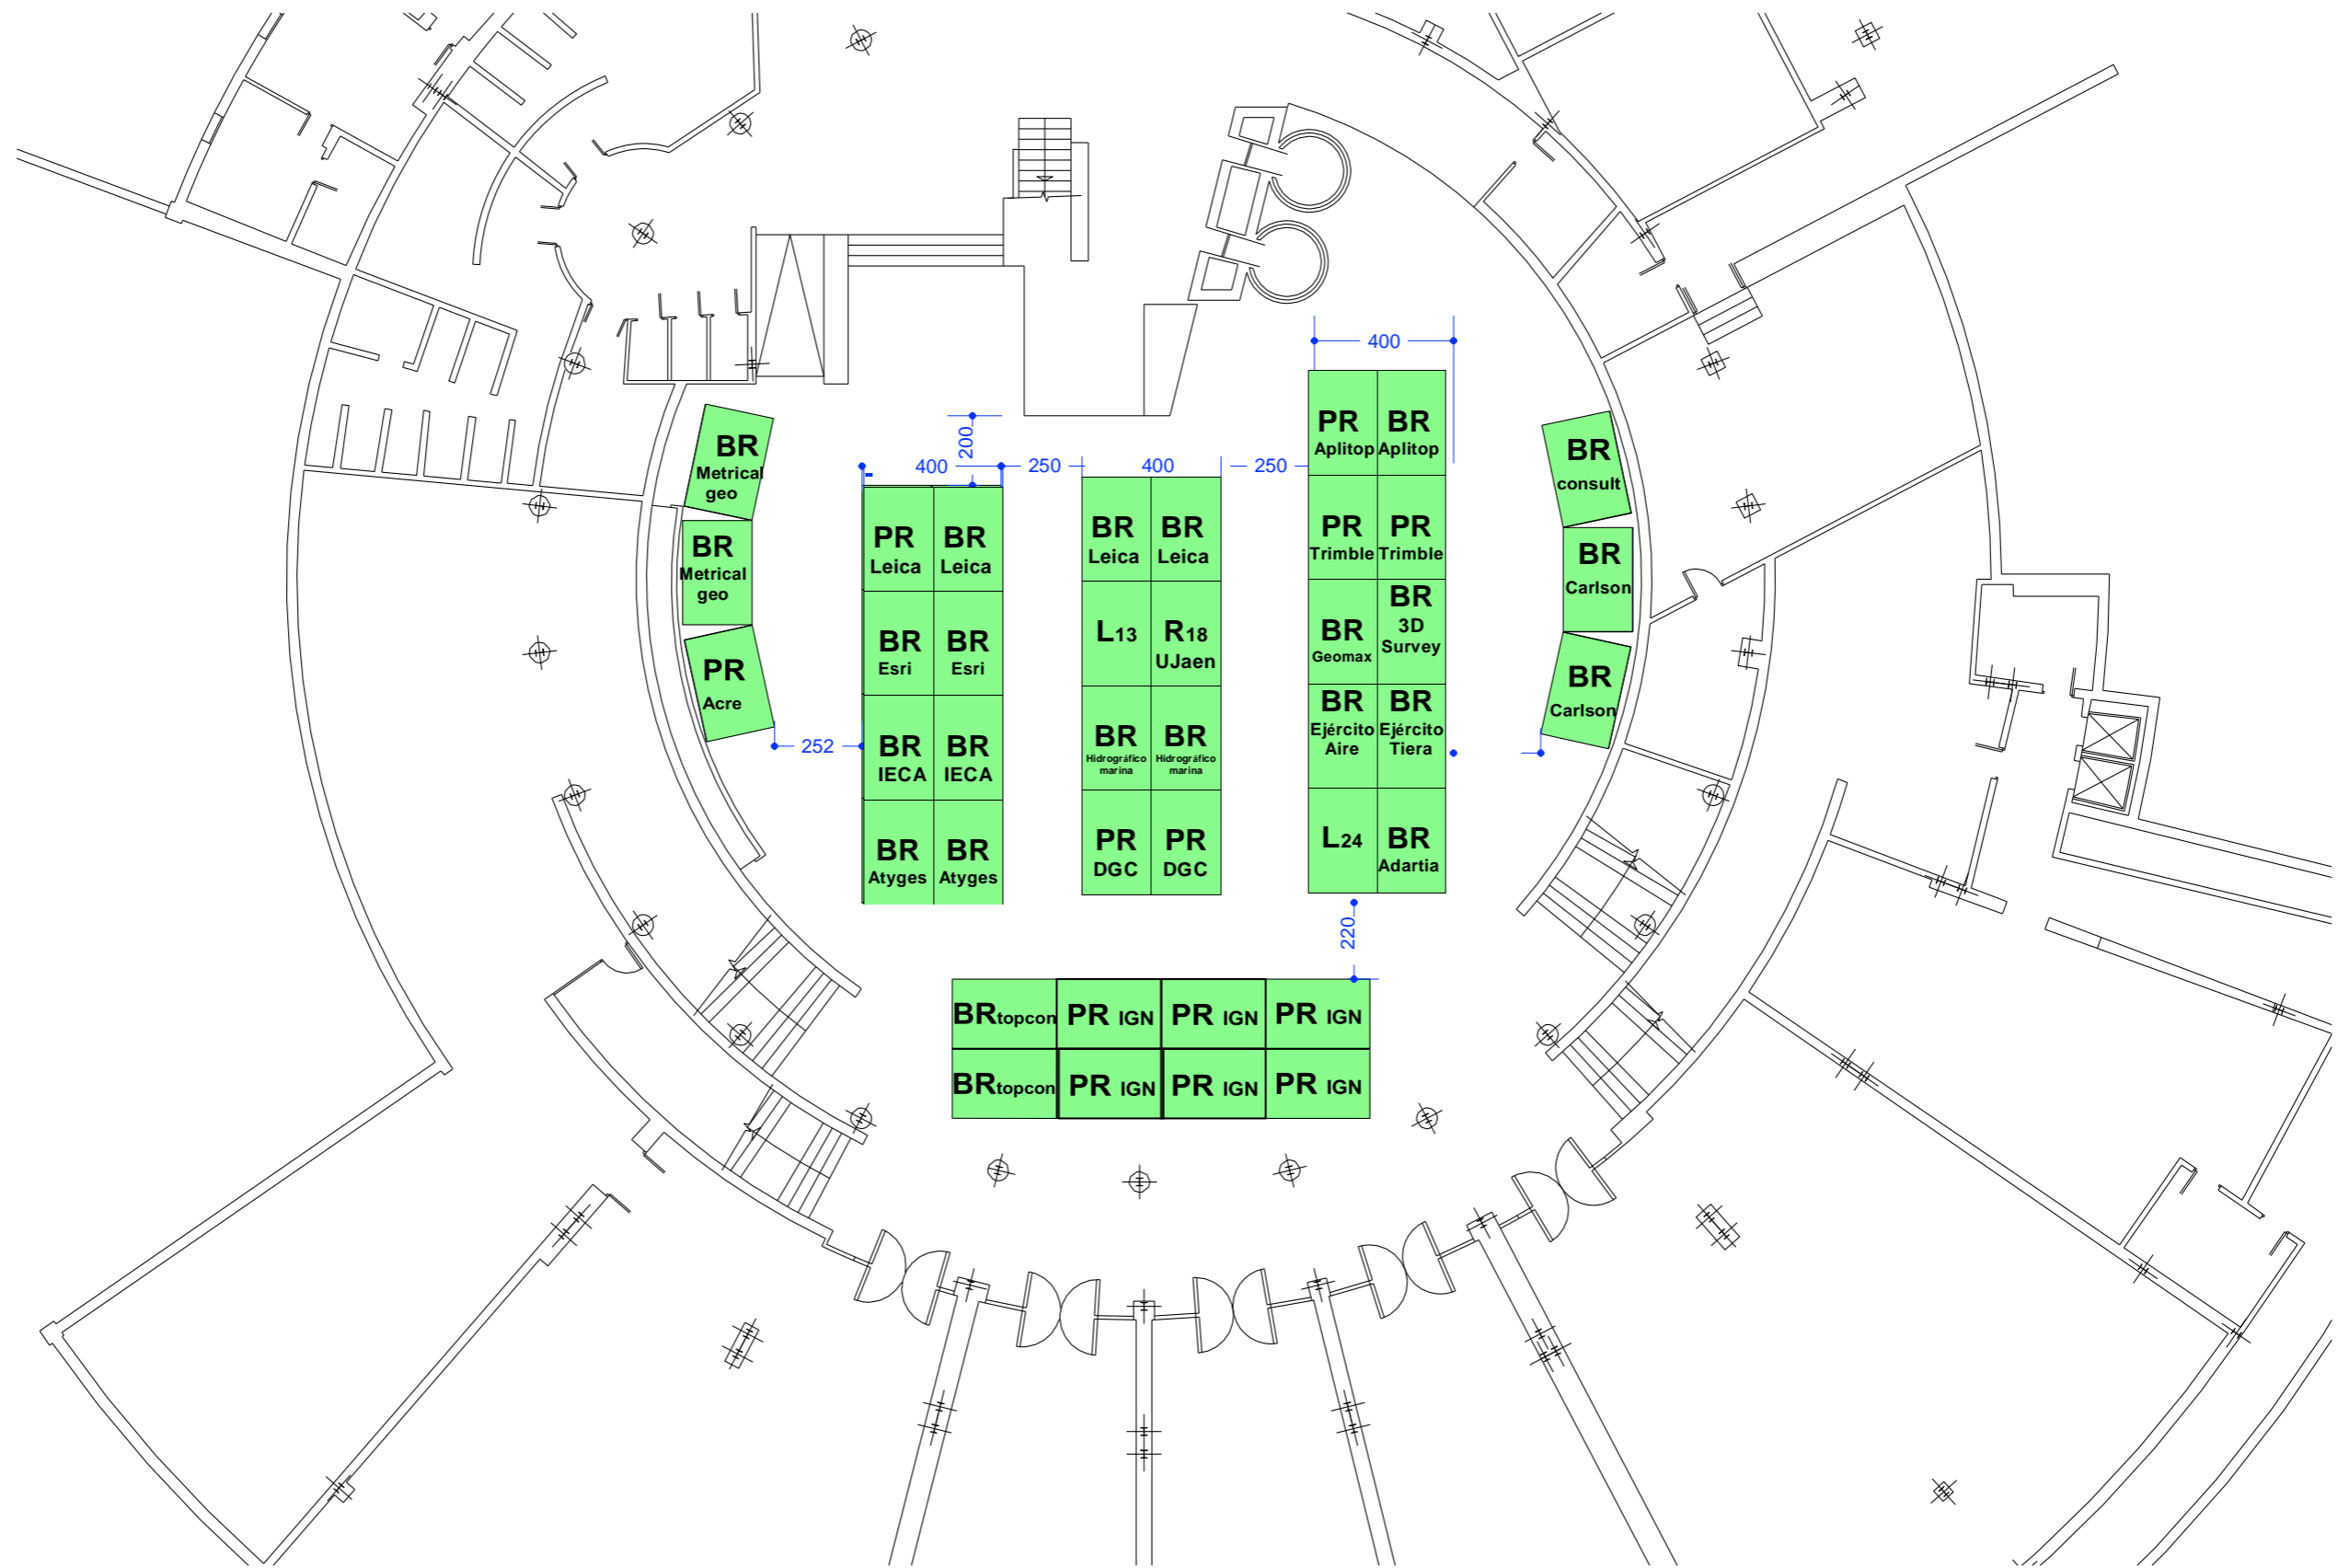 400
200
400
250
400
250
BR
Metrical
geo
BR
Metrical
geo
PR
Acre
252
PR
Leica
BR
Leica
BR
Esri
BR
Esri
BR
IECA
BR
IECA
BR
Atyges
BR
Atyges
BR
Leica
BR
Leica
L13
R18
UJaen
BR
Hidrográfico
marina
BR
Hidrográfico
marina
PR
DGC
PR
DGC
PR
Aplitop
BR
Aplitop
PR
Trimble
PR
Trimble
BR
Geomax
BR
3D
Survey
BR
Ejército
Aire
BR
Ejército
Tiera
L24
BR
Adartia
BR
consult
BR
Carlson
BR
Carlson
220
BRtopcon
PR IGN
PR IGN
PR IGN
BRtopcon
PR IGN
PR IGN
PR IGN